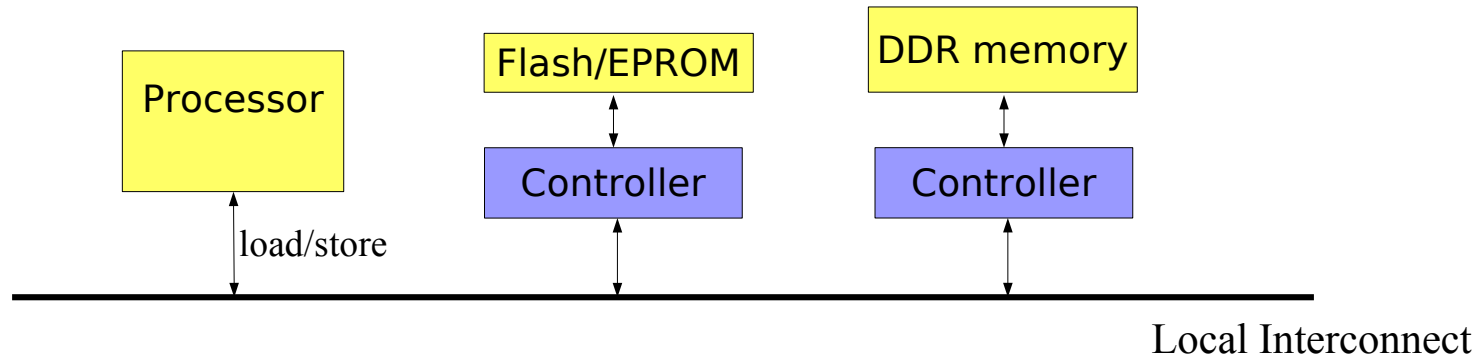 Processor
Flash/EPROM
DDR memory
Controller
Controller
load/store
Local Interconnect